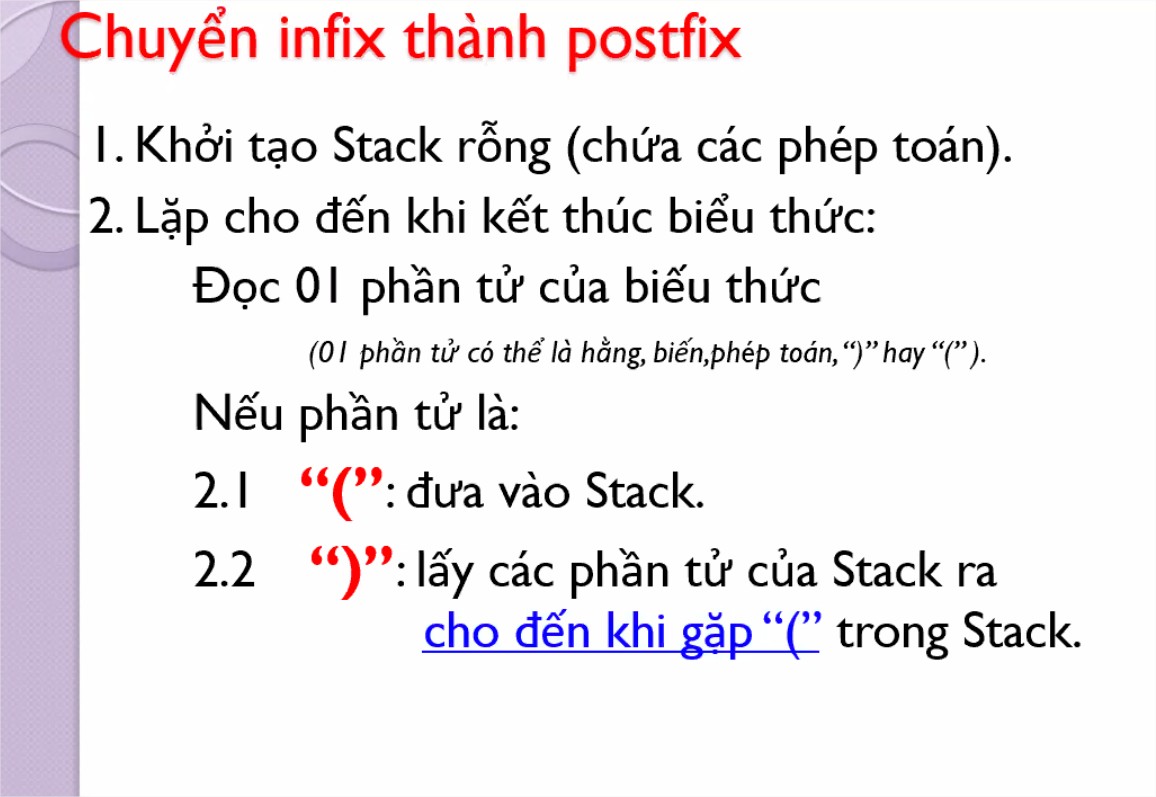 Chuyển infix thành postfix
1. Khởi tạo Stack rỗng (chứa các phép toán).
2. Lặp cho đến khi kết thúc biểu thức:
Đọc 01 phần tử của biếu thức
(01 phần tử có thể là hằng, biến,phép toán, “)” hay “(” ).
Nếu phần tử là:
2.1 “(”: đưa vào Stack.
2.2 “)”: lấy các phần tử của Stack ra
cho đến khi gặp “(” trong Stack.